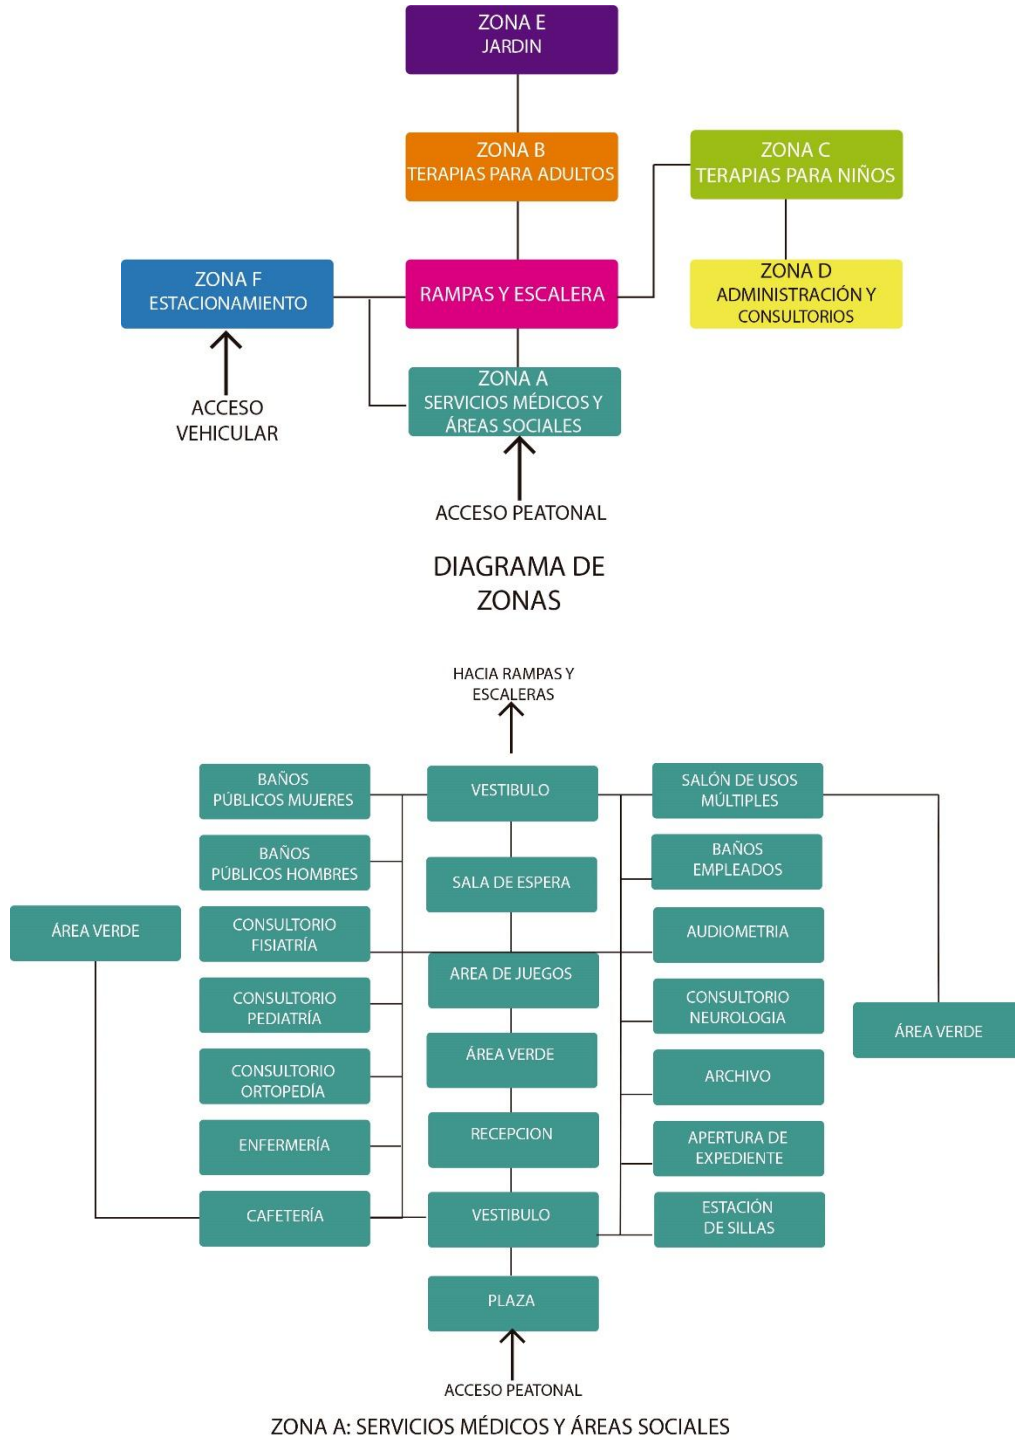 ZONA E
JARDIN
ZONA B
TERAPIAS PARA ADULTOS
ZONA C
TERAPIAS PARA NIÑOS
ZONA F
ESTACIONAMIENTO
RAMPAS Y ESCALERA
ZONA D
ADMINISTRACIÓN Y
CONSULTORIOS
ZONA A
SERVICIOS MÉDICOS Y
ÁREAS SOCIALES
ACCESO
VEHICULAR
ACCESO PEATONAL
DIAGRAMA DE
ZONAS
HACIA RAMPAS Y
ESCALERAS
BAÑOS
PÚBLICOS MUJERES
VESTIBULO
SALÓN DE USOS
MÚLTIPLES
BAÑOS
PÚBLICOS HOMBRES
SALA DE ESPERA
BAÑOS
EMPLEADOS
ÁREA VERDE
CONSULTORIO
FISIATRÍA
AUDIOMETRIA
AREA DE JUEGOS
CONSULTORIO
PEDIATRÍA
CONSULTORIO
NEUROLOGIA
ÁREA VERDE
ÁREA VERDE
CONSULTORIO
ORTOPEDÍA
ARCHIVO
ENFERMERÍA
RECEPCION
APERTURA DE
EXPEDIENTE
CAFETERÍA
VESTIBULO
ESTACIÓN
DE SILLAS
PLAZA
ACCESO PEATONAL
ZONA A: SERVICIOS MÉDICOS Y ÁREAS SOCIALES